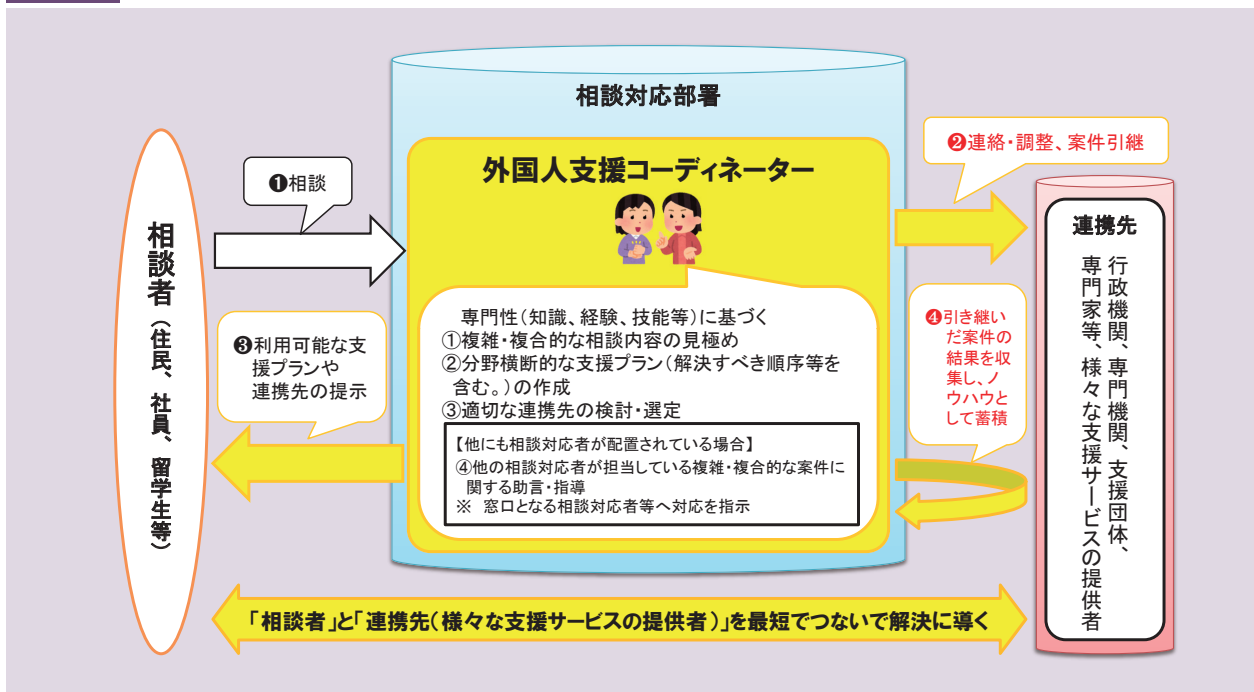 相談対応部署
外国人支援コーディネーター
❶相談
❷連絡・調整、案件引継
相談者（住民、社員、留学生等）
専門性（知識、経験、技能等）に基づく
①複雑・複合的な相談内容の見極め
②分野横断的な支援プラン（解決すべき順序等を
含む。）の作成
③適切な連携先の検討・選定
【他にも相談対応者が配置されている場合】
④他の相談対応者が担当している複雑・複合的な案件に
関する助言・指導
※　窓口となる相談対応者等へ対応を指示
❸利用可能な支
援プランや
連携先の提示
❹引き継い
だ案件の
結果を収
集し、ノ
ウハウと
して蓄積
連携先
行政機関、専門機関、支援団体、
専門家等、様々な支援サービスの提供者
「相談者」と「連携先（様々な支援サービスの提供者）」を最短でつないで解決に導く